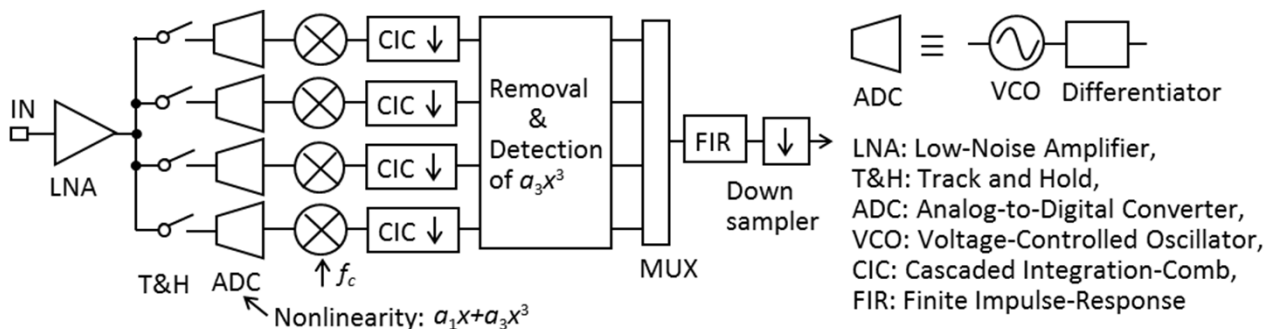 IN
LNA
T&H
ADC
CIC ↓
CIC ↓
CIC ↓
CIC ↓
f_c
Nonlinearity: a₁x+a₃x³
Removal
&
Detection
of a₃x³
MUX
FIR
↓
Down
sampler
≡
ADC
VCO
Differentiator
LNA: Low-Noise Amplifier,
T&H: Track and Hold,
ADC: Analog-to-Digital Converter,
VCO: Voltage-Controlled Oscillator,
CIC: Cascaded Integration-Comb,
FIR: Finite Impulse-Response